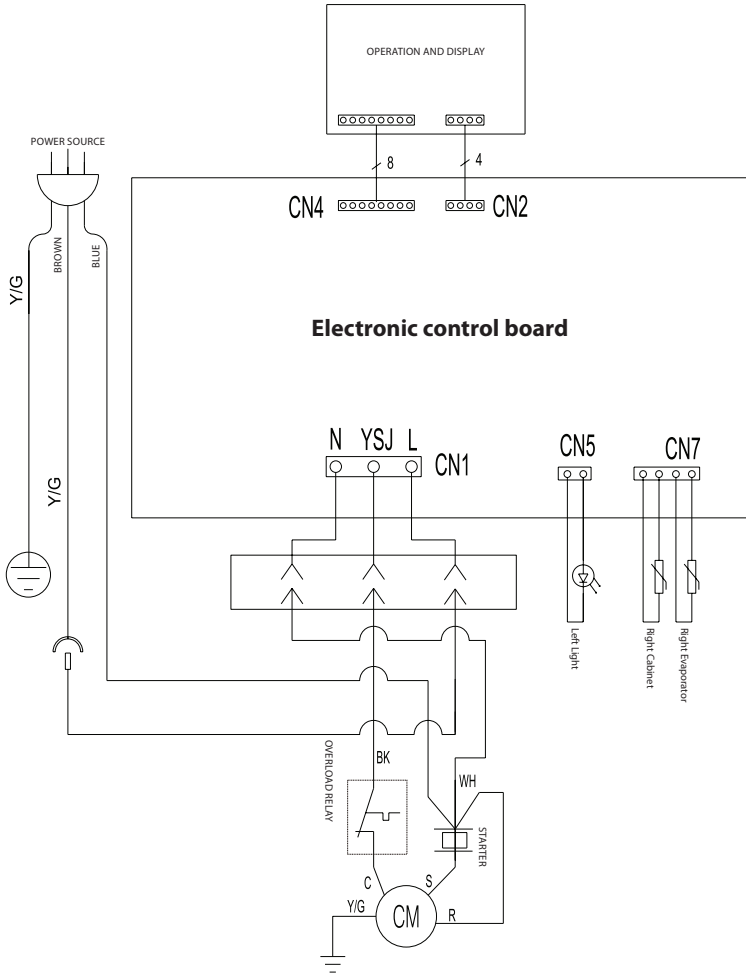 OPERATION AND DISPLAY
POWER SOURCE
8
4
CN4
CN2
BROWN
BLUE
Y/G
Electronic control board
N YSJ L
CN1
CN5
CN7
Y/G
Left Light
Right Cabinet
Right Evaporator
OVERLOAD RELAY
BK
WH
STARTER
C
S
Y/G
CM
R